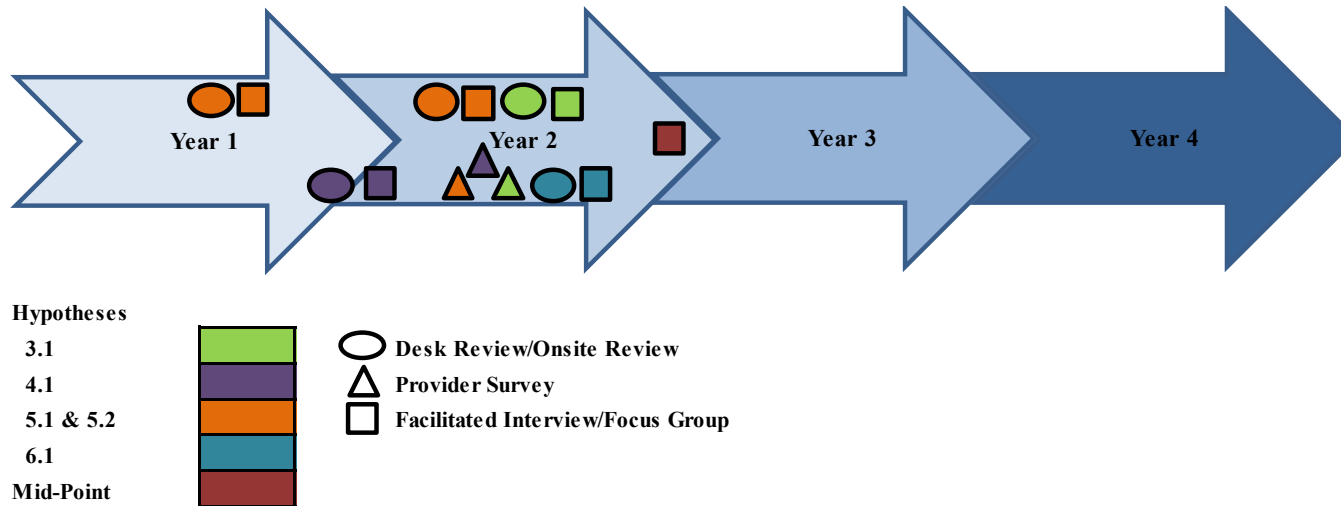 Year 1
Year 2
Year 3
Year 4
Hypotheses
3.1
Desk Review/Onsite Review
4.1
Provider Survey
5.1 & 5.2
Facilitated Interview/Focus Group
6.1
Mid-Point